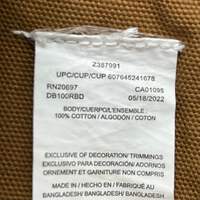 Z387991
UPC/CUP/CUP 607645241678
RN20697 CA01095
DB100RBD 05/18/2022
BODY/CUERPO/L'ENSEMBLE
100% COTTON / ALGODÓN / COTON
EXCLUSIVE OF DECORATION/ TRIMMINGS
EXCLUSIVO PARA DECORACIÓN/ ADORNOS
ORNEMENT ET GARNITURE NON COMPRIS
MADE IN / HECHO EN / FABRIQUÉ AU
BANGLADESH/ BANGLADESH/ BANGLADESH